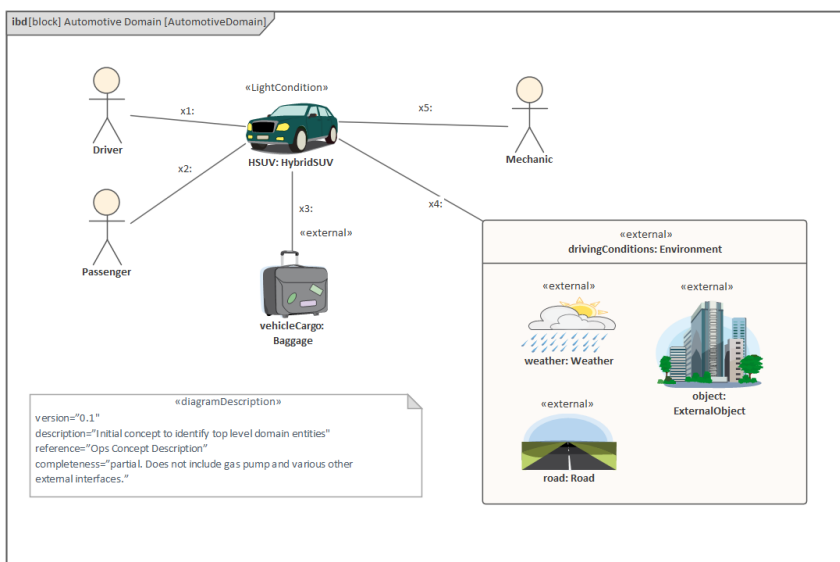 ibd [block] Automotive Domain [AutomotiveDomain]
«LightCondition»
HSUV: HybridSUV
x1:
Driver
x5:
Mechanic
x2:
Passenger
x3:
x4:
«external»
vehicleCargo:
Baggage
«external»
drivingConditions: Environment
«external»
weather: Weather
«external»
object:
ExternalObject
«external»
road: Road
«diagramDescription»
version="0.1"
description="Initial concept to identify top level domain entities"
reference="Ops Concept Description"
completeness="partial. Does not include gas pump and various other
external interfaces."